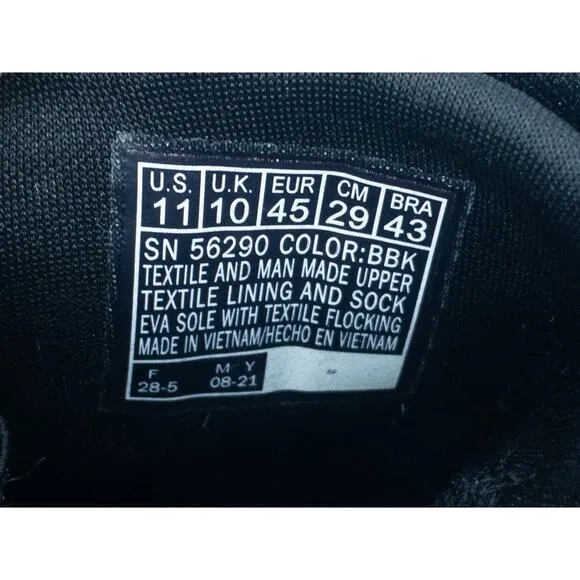 U.S. U.K. EUR CM BRA
11 10 45 29 43
SN 56290 COLOR:BBK
TEXTILE AND MAN MADE UPPER
TEXTILE LINING AND SOCK
EVA SOLE WITH TEXTILE FLOCKING
MADE IN VIETNAM/HECHO EN VIETNAM
F M Y
28-5 08-21